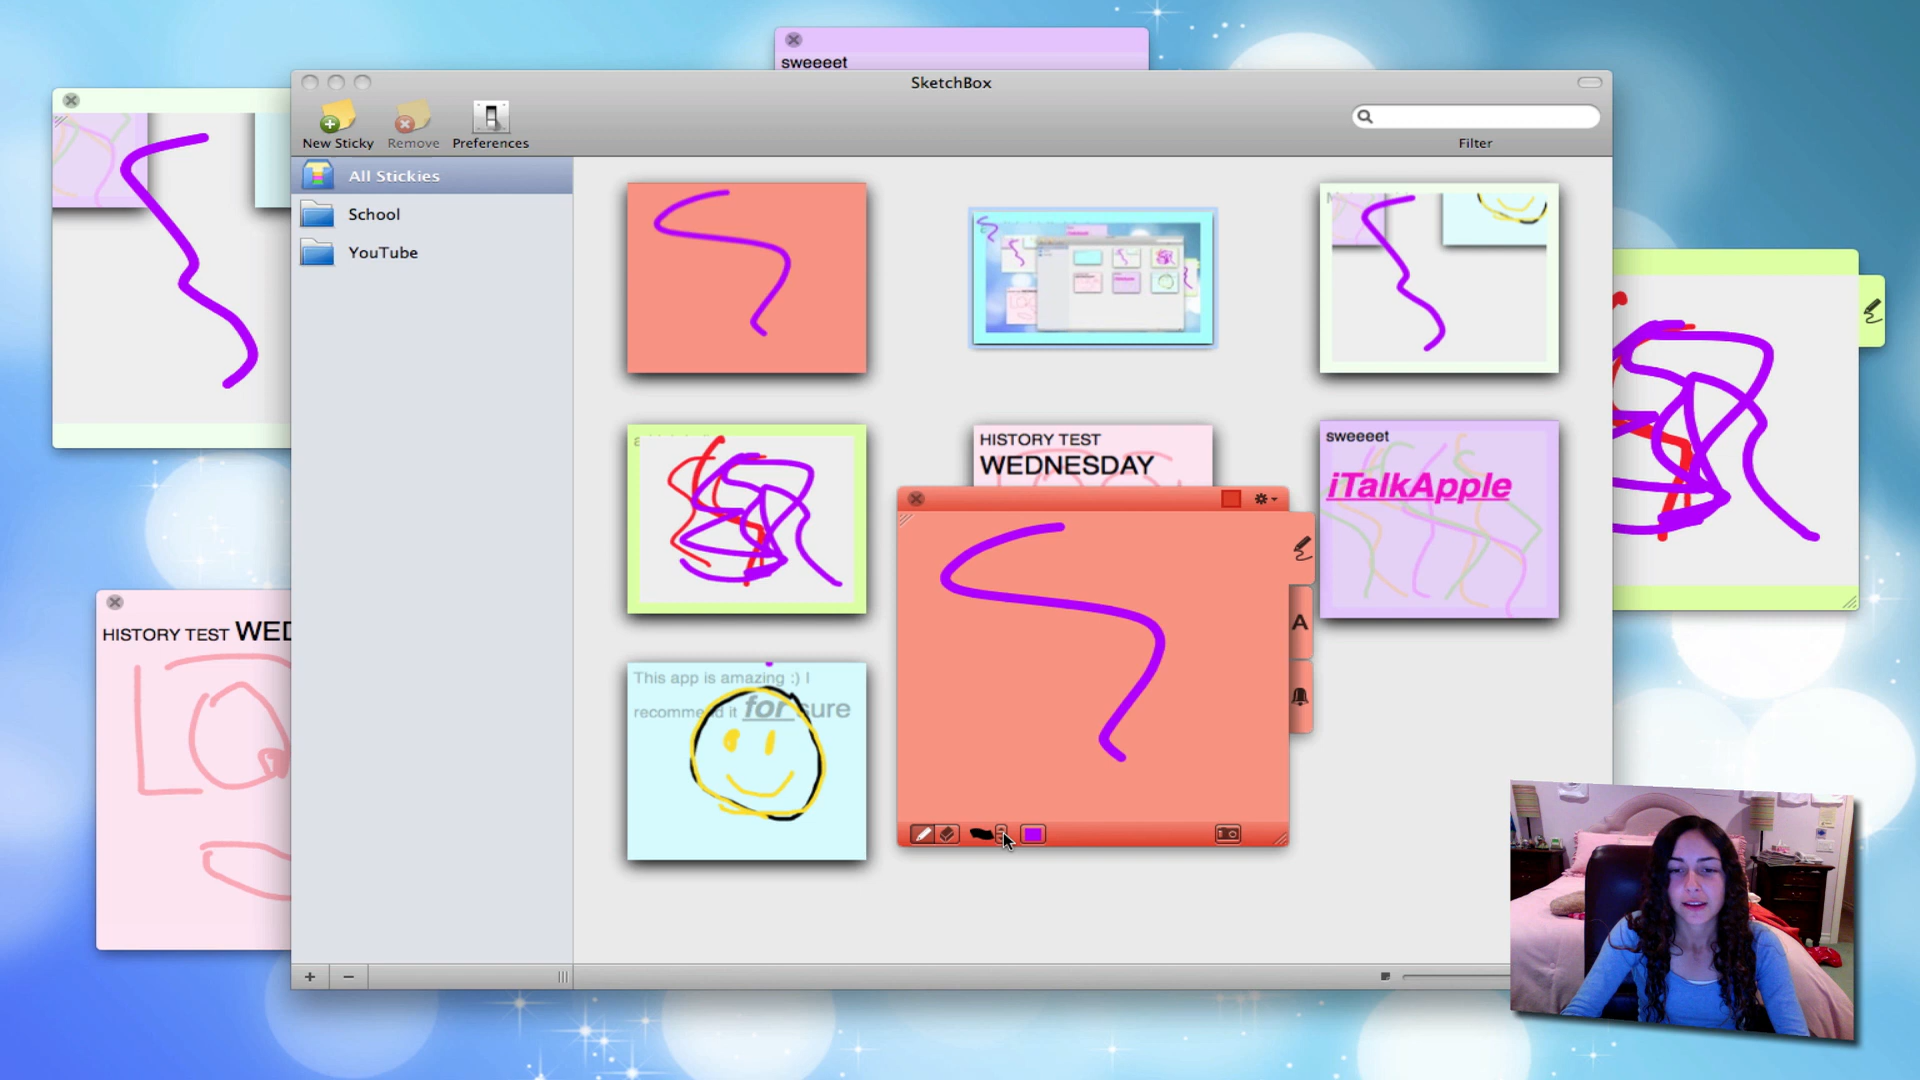 sweeeet
SketchBox
New Sticky
Remove
Preferences
Filter
All Stickies
School
YouTube
HISTORY TEST
WEDNESDAY
sweeeet
iTalkApple
HISTORY TEST WED
A
This app is amazing :) I
recommend it for sure